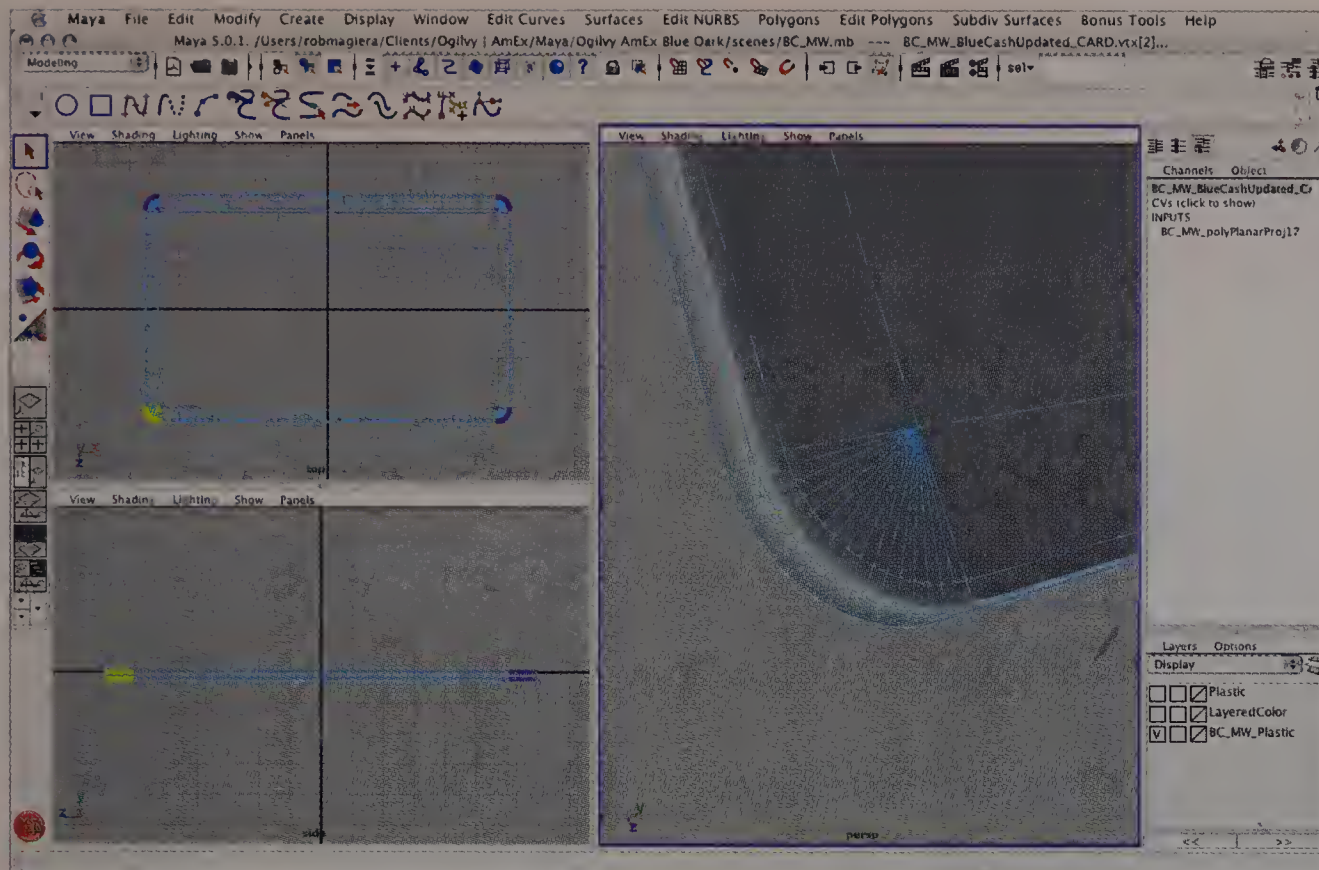 Maya File Edit Modify Create Display Window Edit Curves Surfaces Edit NURBS Polygons Edit Polygons Subdiv Surfaces Bonus Tools Help
Maya 5.0.1. /Users/robmagiera/Clients/Ogilvy | AmEx/Maya/Ogilvy AmEx Blue Oark/scenes/BC_MW.mb --- BC_MW_BlueCashUpdated_CARD.vtx[2]...
Modeling
sel
View Shading Lighting Show Panels
View Shading Lighting Show Panels
Channels Object
BC_MW_BlueCashUpdated_C
CVs (click to show)
INPUTS
BC_MW_polyPlanarProj17
top
View Shading Lighting Show Panels
side
persp
Layers Options
Display
Plastic
LayeredColor
V BC_MW_Plastic
<< >>